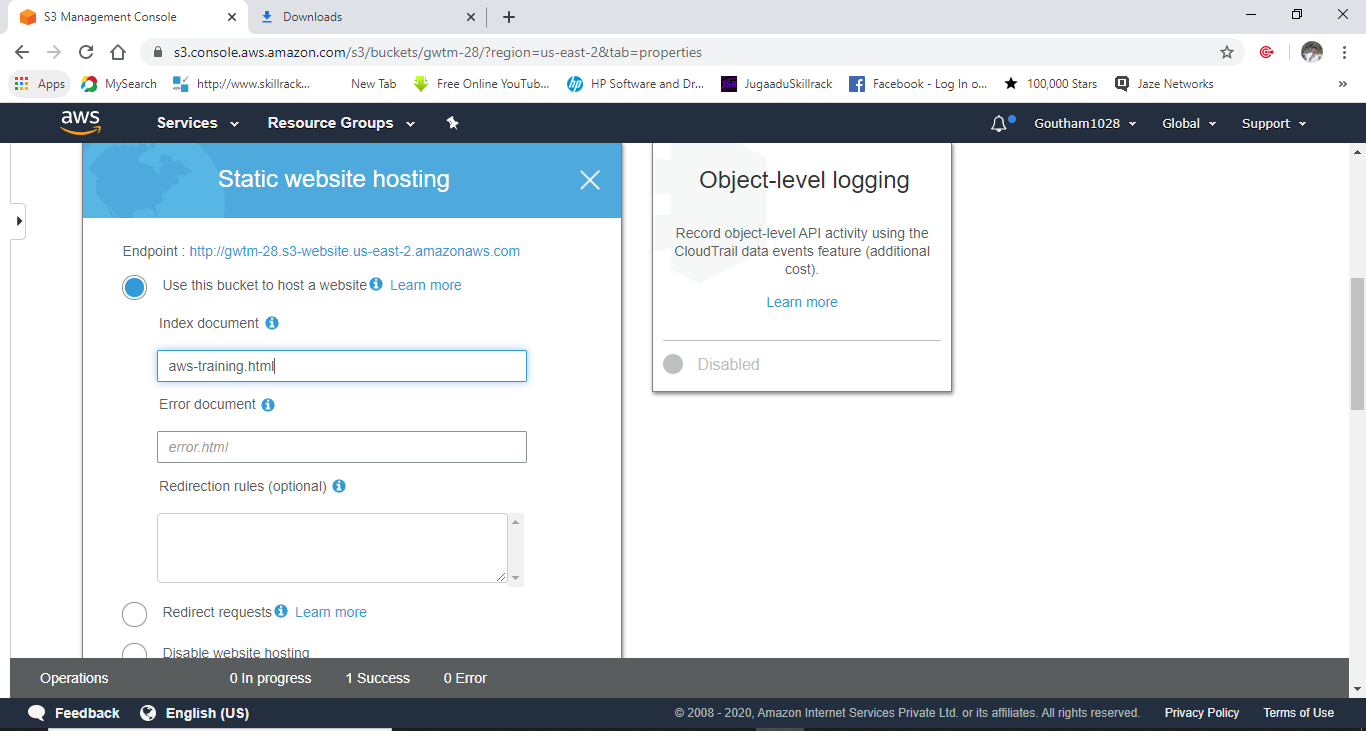 S3 Management Console
Downloads
s3.console.aws.amazon.com/s3/buckets/gwtm-28/?region=us-east-2&tab=properties
Apps
MySearch
http://www.skillrack...
New Tab
Free Online YouTub...
HP Software and Dr...
JugaaduSkillrack
Facebook - Log In o...
100,000 Stars
Jaze Networks
»
aws
Services
Resource Groups
Goutham1028
Global
Support
Static website hosting
Endpoint : http://gwtm-28.s3-website.us-east-2.amazonaws.com
Use this bucket to host a website Learn more
Index document
aws-training.html
Error document
error.html
Redirection rules (optional)
Redirect requests Learn more
Disable website hosting
Object-level logging
Record object-level API activity using the
CloudTrail data events feature (additional
cost).
Learn more
Disabled
Operations
0 In progress
1 Success
0 Error
Feedback
English (US)
© 2008 - 2020, Amazon Internet Services Private Ltd. or its affiliates. All rights reserved.
Privacy Policy
Terms of Use